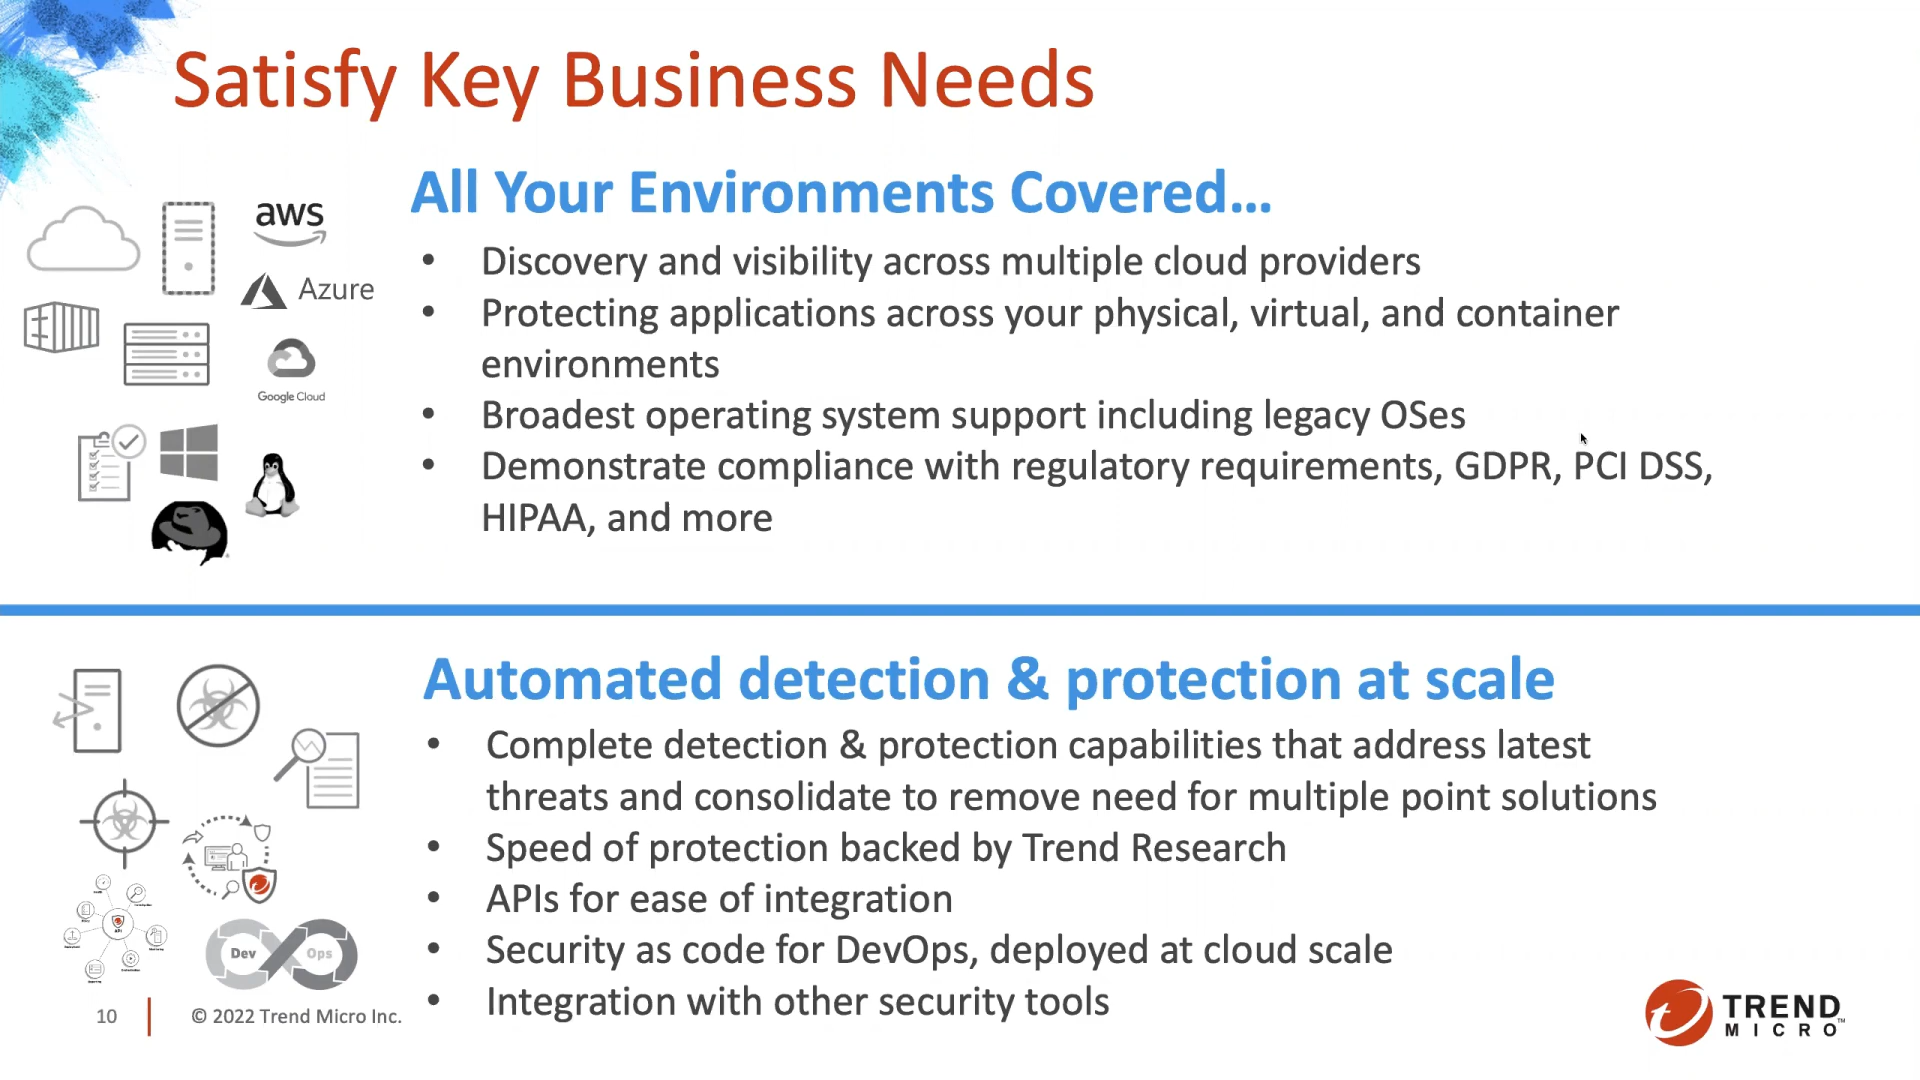 Satisfy Key Business Needs
All Your Environments Covered...
• Discovery and visibility across multiple cloud providers
• Protecting applications across your physical, virtual, and container
environments
• Broadest operating system support including legacy OSes
• Demonstrate compliance with regulatory requirements, GDPR, PCI DSS,
HIPAA, and more
aws
Azure
Google Cloud
Automated detection & protection at scale
• Complete detection & protection capabilities that address latest
threats and consolidate to remove need for multiple point solutions
• Speed of protection backed by Trend Research
• APIs for ease of integration
• Security as code for DevOps, deployed at cloud scale
• Integration with other security tools
API
Dev Ops
10
© 2022 Trend Micro Inc.
TREND
MICRO™